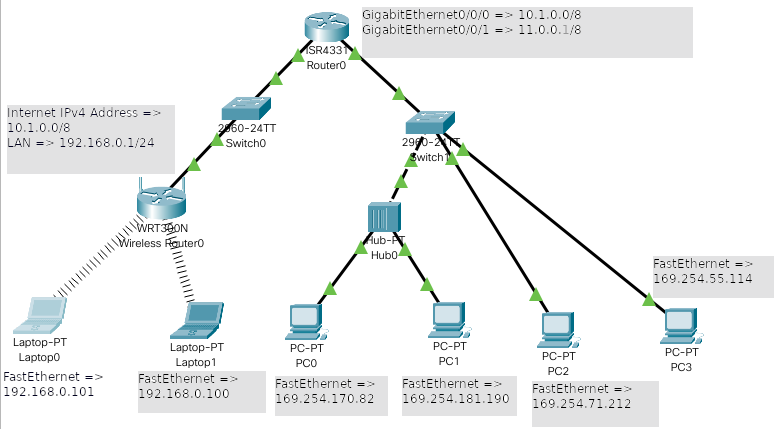 GigabitEthernet0/0/0 => 10.1.0.0/8
GigabitEthernet0/0/1 => 11.0.0.1/8
ISR4331
Router0
Internet IPv4 Address =>
10.1.0.0/8
LAN => 192.168.0.1/24
2960-24TT
Switch0
2960-24TT
Switch1
WRT300N
Wireless Router0
Hub-PT
Hub0
FastEthernet =>
169.254.55.114
Laptop-PT
Laptop0
Laptop-PT
Laptop1
PC-PT
PC0
PC-PT
PC1
PC-PT
PC2
PC-PT
PC3
FastEthernet =>
192.168.0.101
FastEthernet =>
192.168.0.100
FastEthernet =>
169.254.170.82
FastEthernet =>
169.254.181.190
FastEthernet =>
169.254.71.212